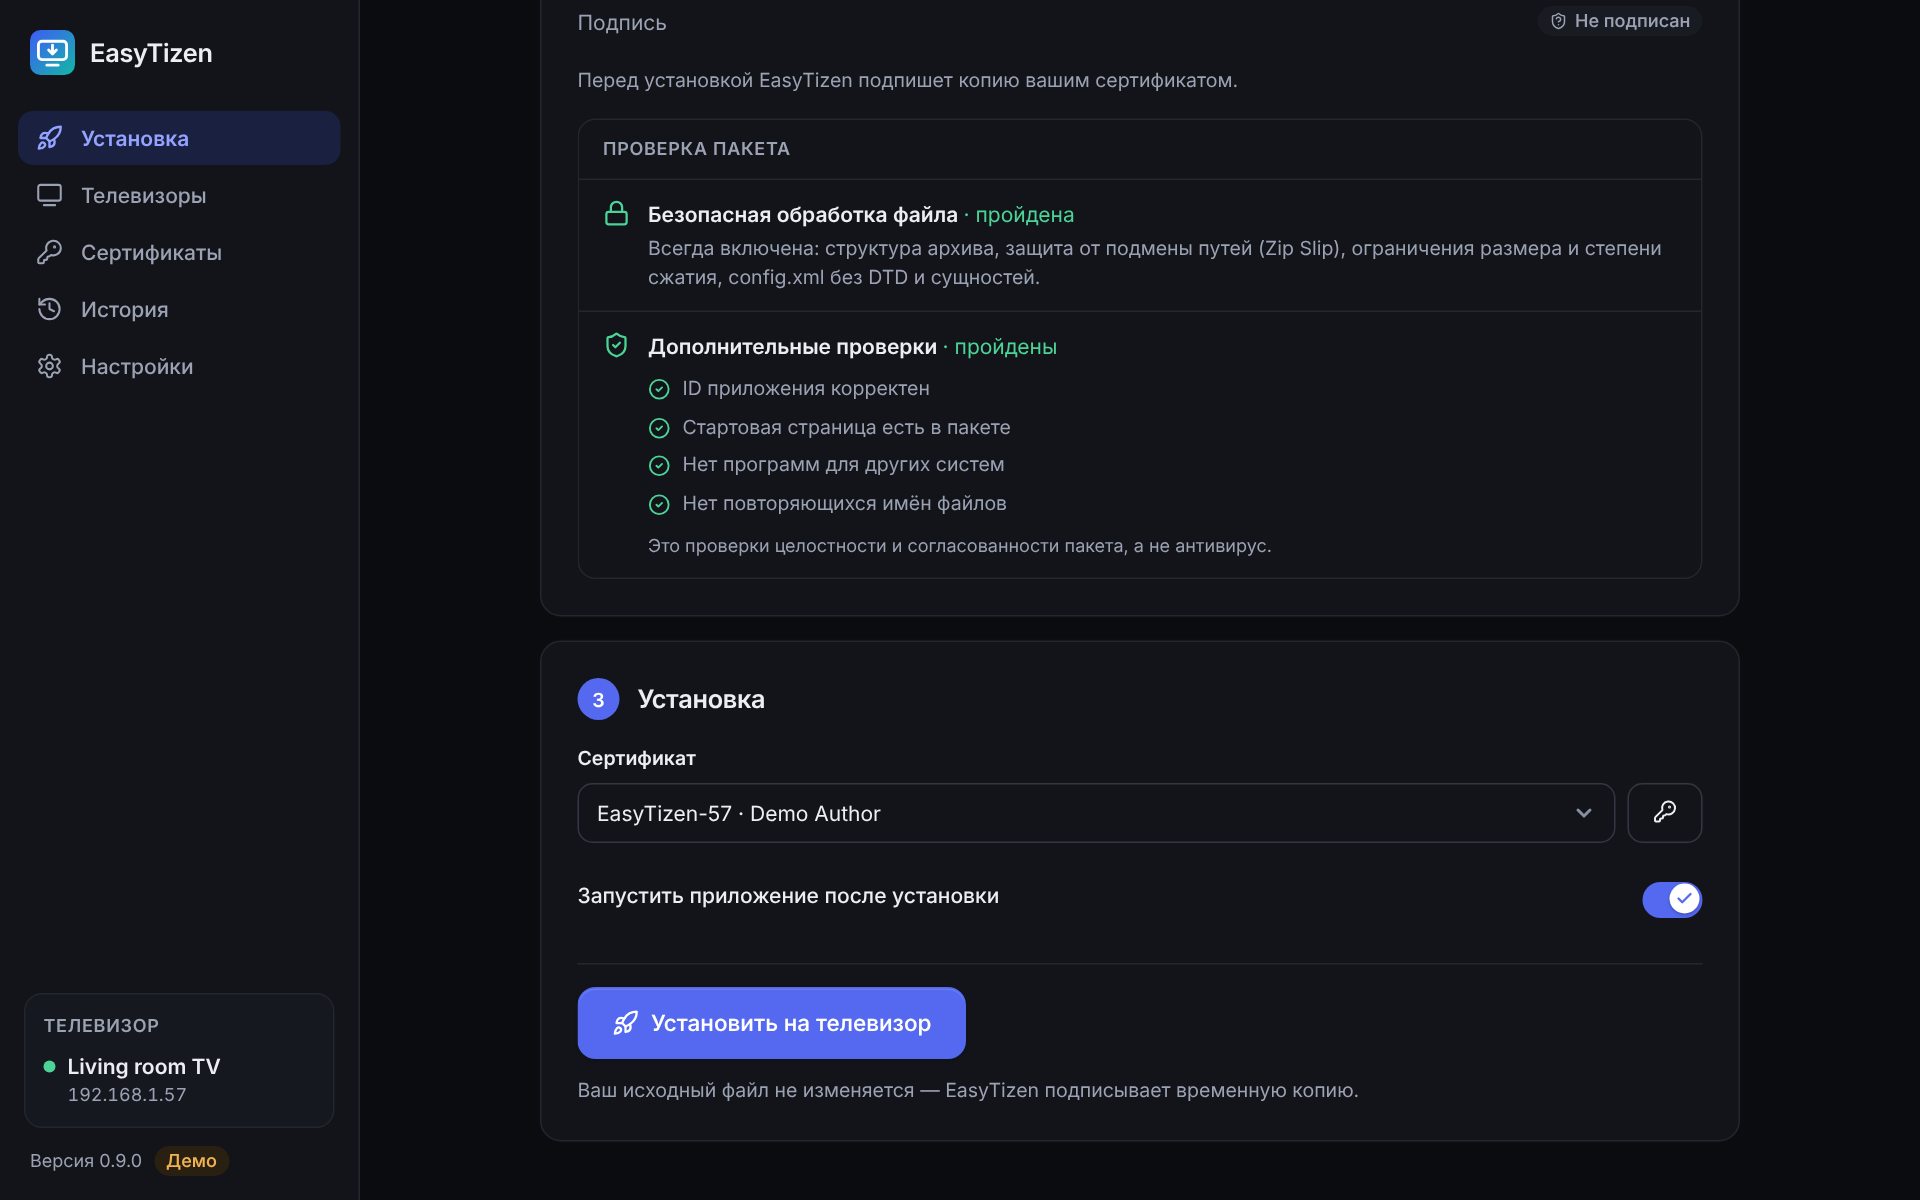 EasyTizen
Установка
Телевизоры
Сертификаты
История
Настройки
ТЕЛЕВИЗОР
Living room TV
192.168.1.57
Версия 0.9.0
Демо
Подпись
Не подписан
Перед установкой EasyTizen подпишет копию вашим сертификатом.
ПРОВЕРКА ПАКЕТА
Безопасная обработка файла · пройдена
Всегда включена: структура архива, защита от подмены путей (Zip Slip), ограничения размера и степени
сжатия, config.xml без DTD и сущностей.
Дополнительные проверки · пройдены
ID приложения корректен
Стартовая страница есть в пакете
Нет программ для других систем
Нет повторяющихся имён файлов
Это проверки целостности и согласованности пакета, а не антивирус.
3
Установка
Сертификат
EasyTizen-57 · Demo Author
Запустить приложение после установки
Установить на телевизор
Ваш исходный файл не изменяется — EasyTizen подписывает временную копию.